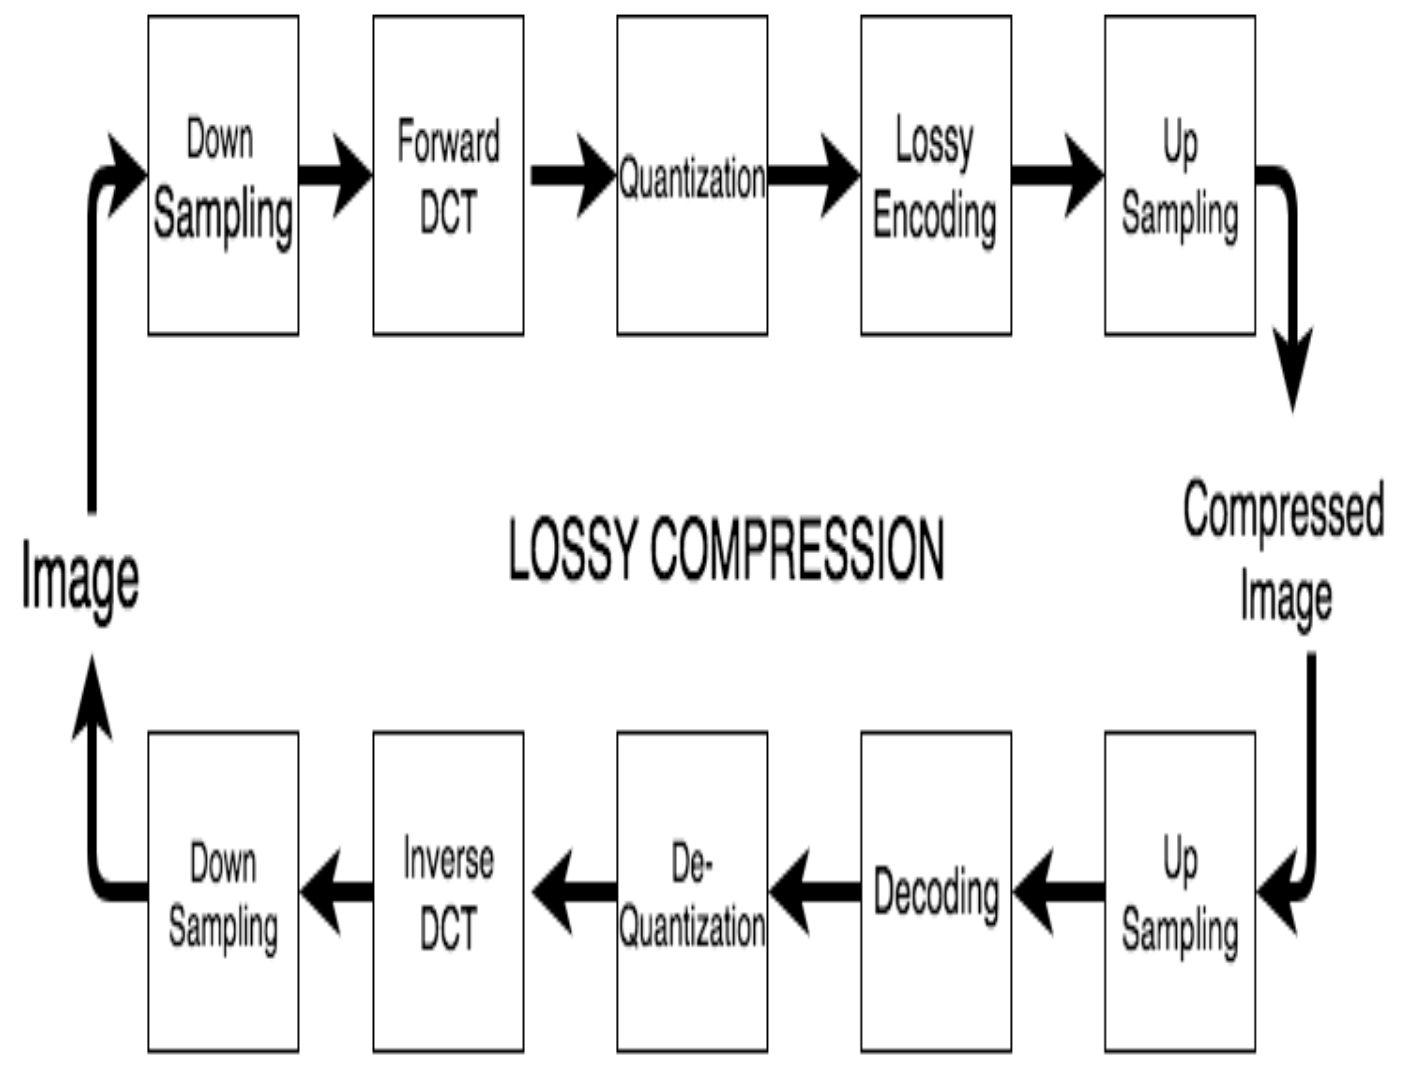 Down
Sampling
Forward
DCT
Quantization
Lossy
Encoding
Up
Sampling
LOSSY COMPRESSION
Image
Compressed
Image
Down
Sampling
Inverse
DCT
De-
Quantization
Decoding
Up
Sampling